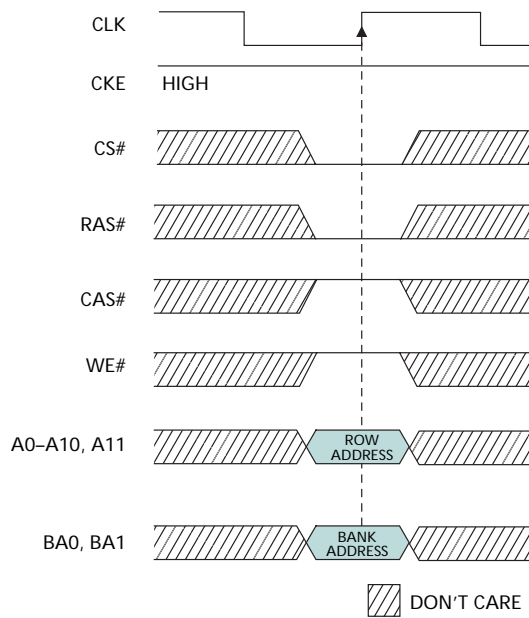 CLK
CKE HIGH
CS#
RAS#
CAS#
WE#
A0–A10, A11 ROW
ADDRESS
BA0, BA1 BANK
ADDRESS
DON'T CARE